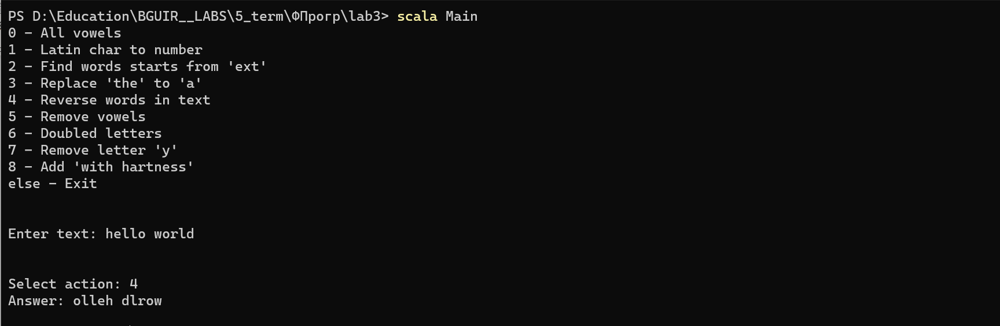 PS D:\Education\BGUIR__LABS\5_term\ФПрогр\lab3> scala Main
0 - All vowels
1 - Latin char to number
2 - Find words starts from 'ext'
3 - Replace 'the' to 'a'
4 - Reverse words in text
5 - Remove vowels
6 - Doubled letters
7 - Remove letter 'y'
8 - Add 'with hartness'
else - Exit
Enter text: hello world
Select action: 4
Answer: olleh dlrow